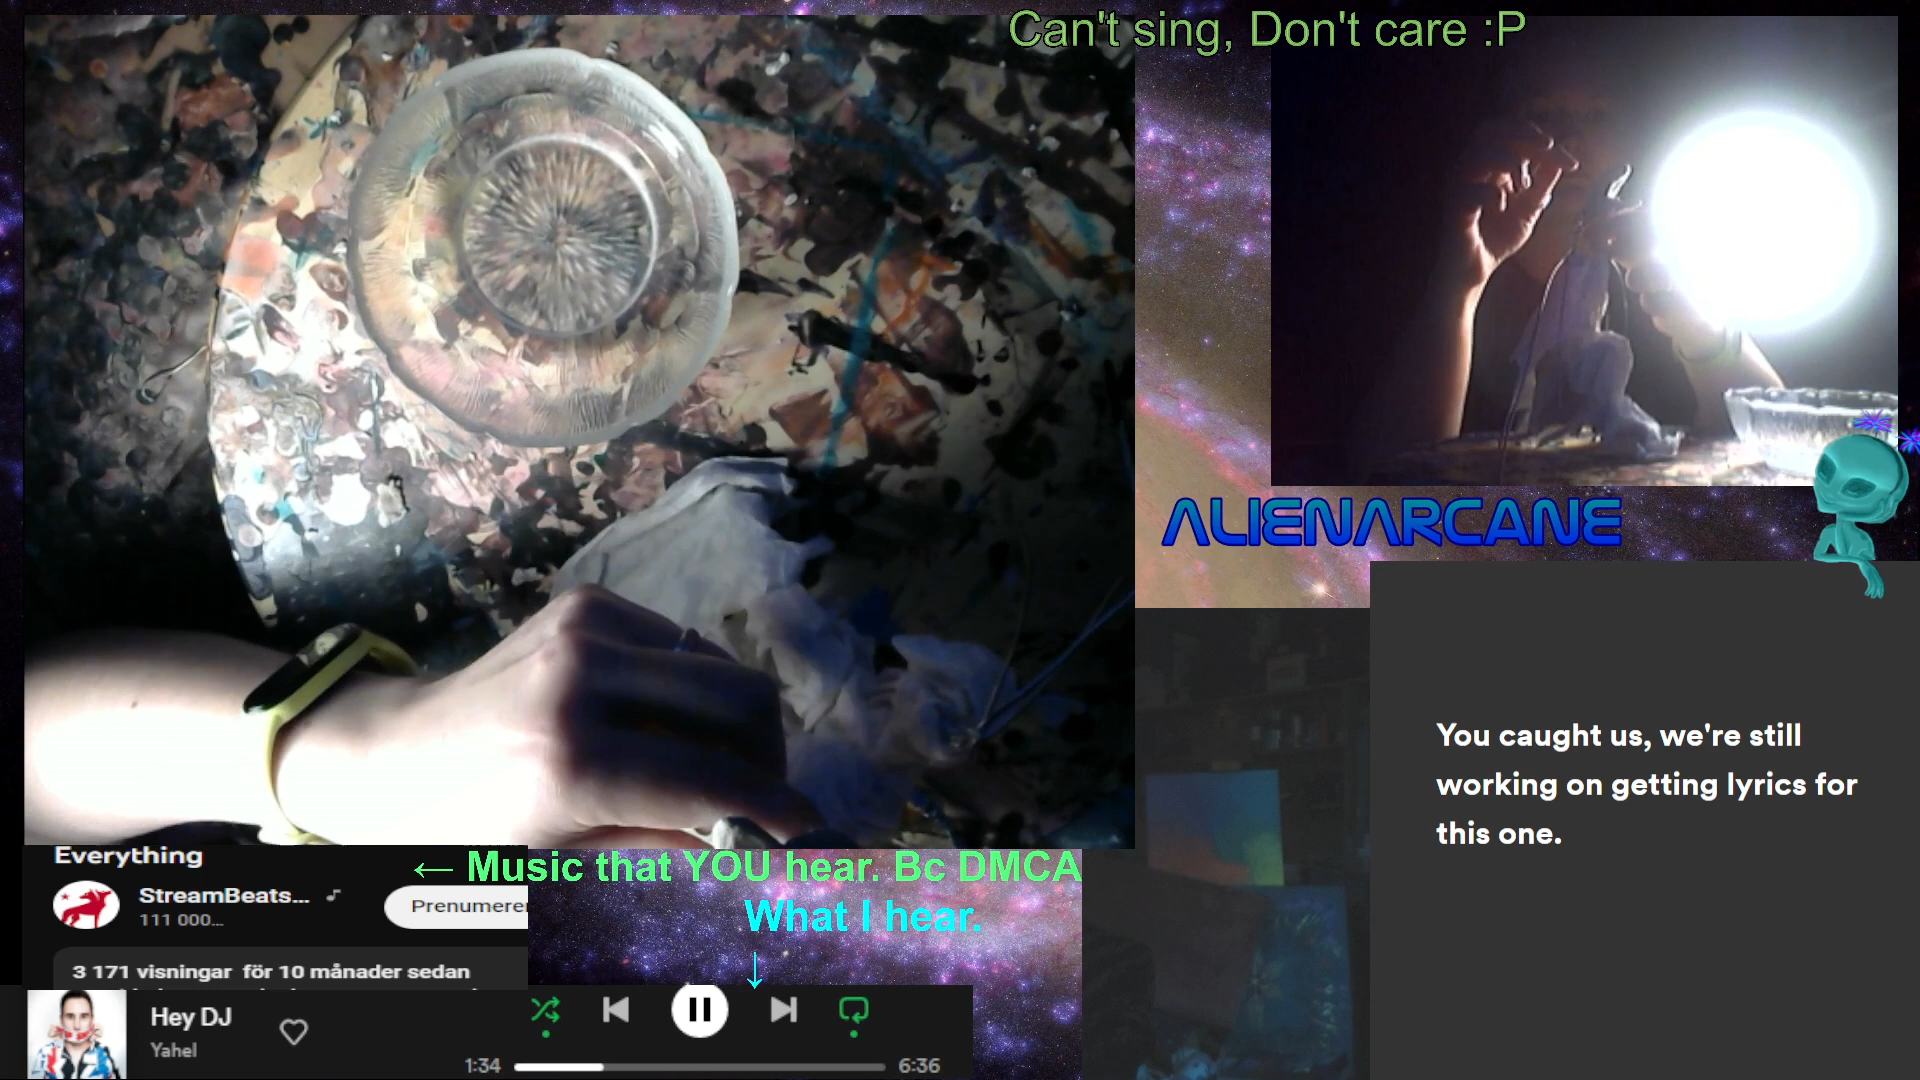 Can't sing, Don't care :P
ALIENARCANE
You caught us, we're still
working on getting lyrics for
this one.
Everything
← Music that YOU hear. Bc DMCA
StreamBeats...
111 000...
What I hear.
↓
3 171 visningar för 10 månader sedan
Hey DJ
Yahel
1:34
6:36